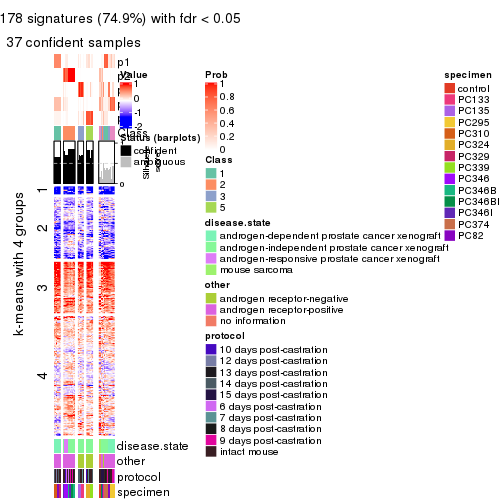 178 signatures (74.9%) with fdr < 0.05
37 confident samples
p1
p2
Class
Value
1
0
-1
-2
Status (barplots)
confident
ambiguous
0
1
2
3
4
k-means with 4 groups
disease.state
other
protocol
specimen
Prob
1
0.8
0.6
0.4
0.2
0
Class
1
2
3
5
disease.state
androgen-dependent prostate cancer xenograft
androgen-independent prostate cancer xenograft
androgen-responsive prostate cancer xenograft
mouse sarcoma
other
androgen receptor-negative
androgen receptor-positive
no information
protocol
10 days post-castration
12 days post-castration
13 days post-castration
14 days post-castration
15 days post-castration
6 days post-castration
7 days post-castration
8 days post-castration
9 days post-castration
intact mouse
specimen
control
PC133
PC135
PC295
PC310
PC324
PC329
PC339
PC346
PC346B
PC346BI
PC346I
PC374
PC82